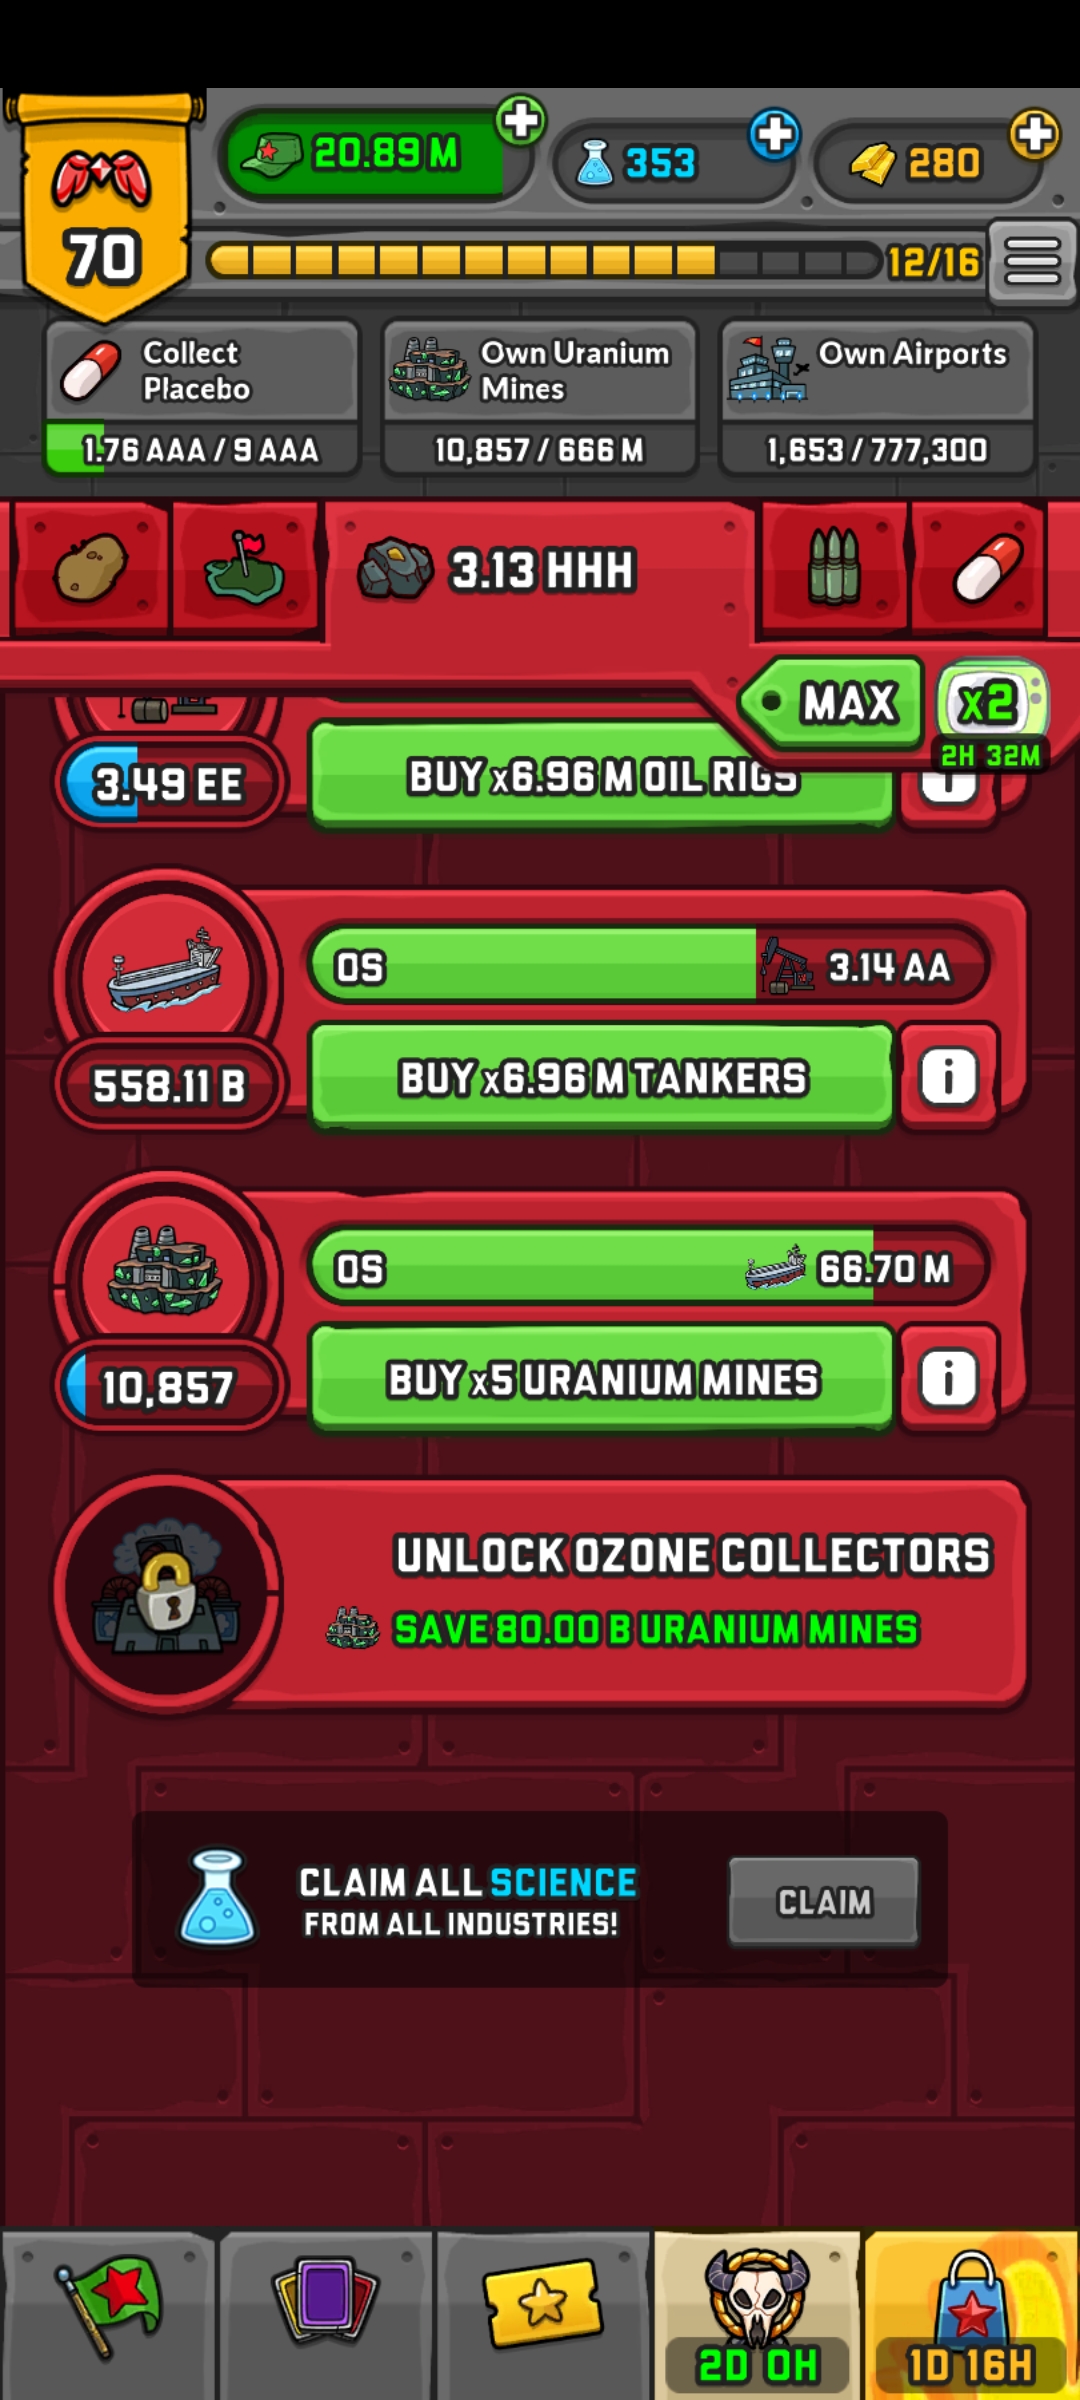 20.89 M
353
280
70
12/16
Collect
Placebo
1.76 AAA / 9 AAA
Own Uranium
Mines
10,857 / 666 M
Own Airports
1,653 / 777,300
3.13 HHH
MAX
x2
2H 32M
3.49 EE
BUY x6.96 M OIL RIGS
0S
3.14 AA
558.11 B
BUY x6.96 M TANKERS
i
0S
66.70 M
10,857
BUY x5 URANIUM MINES
i
UNLOCK OZONE COLLECTORS
SAVE 80.00 B URANIUM MINES
CLAIM ALL SCIENCE
FROM ALL INDUSTRIES!
CLAIM
2D 0H
1D 16H